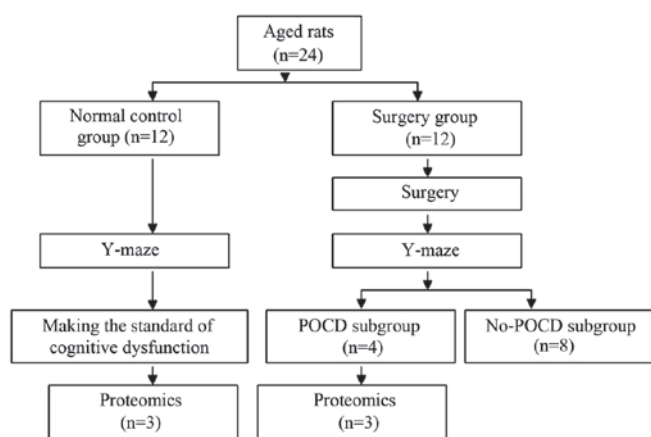 Aged rats
(n=24)
Normal control
group (n=12)
Surgery group
(n=12)
Surgery
Y-maze
Y-maze
Making the standard of
cognitive dysfunction
POCD subgroup
(n=4)
No-POCD subgroup
(n=8)
Proteomics
(n=3)
Proteomics
(n=3)